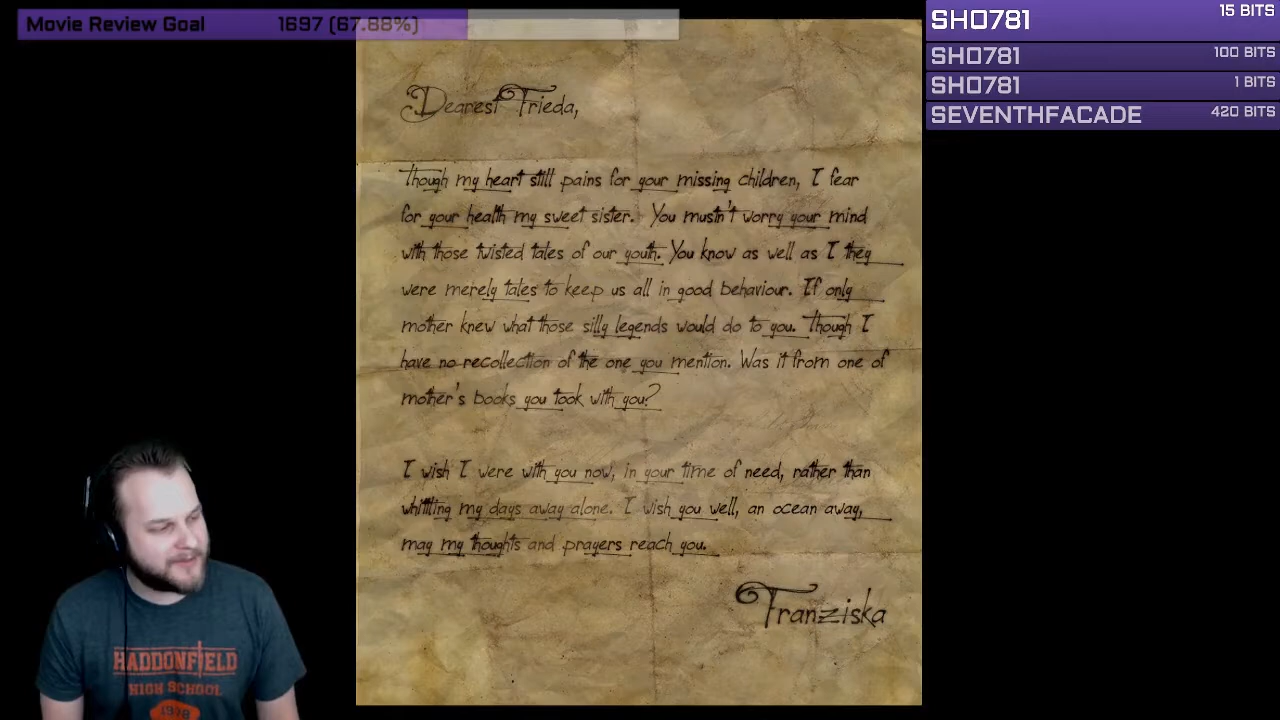 Movie Review Goal 1697 (67.88%)
SHO781 15 BITS
SHO781 100 BITS
SHO781 1 BITS
SEVENTHFACADE 420 BITS
Dearest Frieda,
Though my heart still pains for your missing children, I fear
for your health my sweet sister. You mustn't worry your mind
with those twisted tales of our youth. You know as well as I they
were merely tales to keep us all in good behaviour. If only
mother knew what those silly legends would do to you. Though I
have no recollection of the one you mention. Was it from one of
mother's books you took with you?
I wish I were with you now, in your time of need, rather than
whittling my days away alone. I wish you well, an ocean away,
may my thoughts and prayers reach you.
Franziska
HADDONFIELD
HIGH SCHOOL
1978